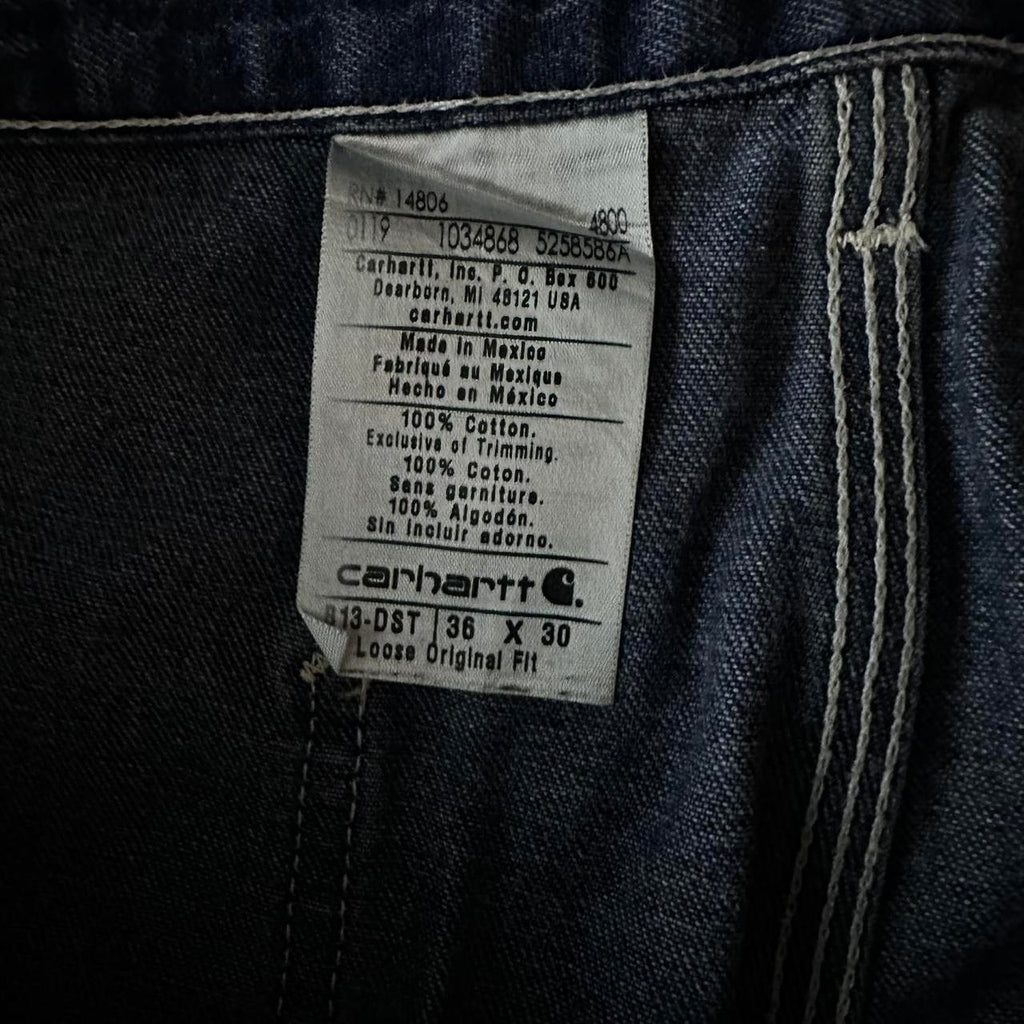 RN# 14806
4800
0119 1034868 5258586A
Carhartt, Inc. P. O. Box 600
Dearborn, MI 48121 USA
carhartt.com
Made in Mexico
Fabriqué au Mexique
Hecho en México
100% Cotton.
Exclusive of Trimming.
100% Coton.
Sans garniture.
100% Algodón.
Sin incluir adorno.
carhartt
B13-DST 36 X 30
Loose Original Fit